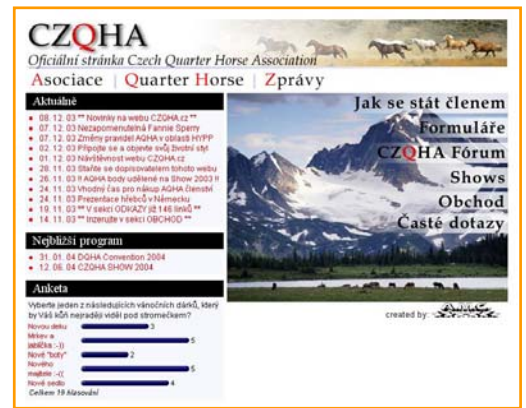 CZQHA
Oficiální stránka Czech Quarter Horse Association
Asociace | Quarter Horse | Zprávy
Aktuálně
08. 12. 03 ** Novinky na webu CZQHA.cz **
07. 12. 03 Nezapomenutelná Fannie Sperry
07. 12. 03 Změny pravidel AQHA v oblasti HYPP
02. 12. 03 Připojte se a objevte svůj životní styl
01. 12. 03 Návštěvnost webu CZQHA.cz
28. 11. 03 Staňte se dopisovatelem tohoto webu
26. 11. 03 !! AQHA body udělené na Show 2003 !!
24. 11. 03 Vhodný čas pro nákup AQHA členství
24. 11. 03 Prezentace hřebců v Německu
19. 11. 03 ** V sekci ODKAZY již 146 linků **
14. 11. 03 ** Inzerujte v sekci OBCHOD **
Nejbližší program
31. 01. 04 DQHA Convention 2004
12. 06. 04 CZQHA SHOW 2004
Anketa
Vyberte jeden z následujících vánočních dárků, který
by Váš kůň nejraději viděl pod stromečkem?
Novou deku 3
Mrkev a
jablíčka :-)) 5
Nové "boty" 2
Nového
majitele :-(( 5
Nové sedlo 4
Celkem 19 hlasování
Jak se stát členem
Formuláře
CZQHA Fórum
Shows
Obchod
Časté dotazy
created by: